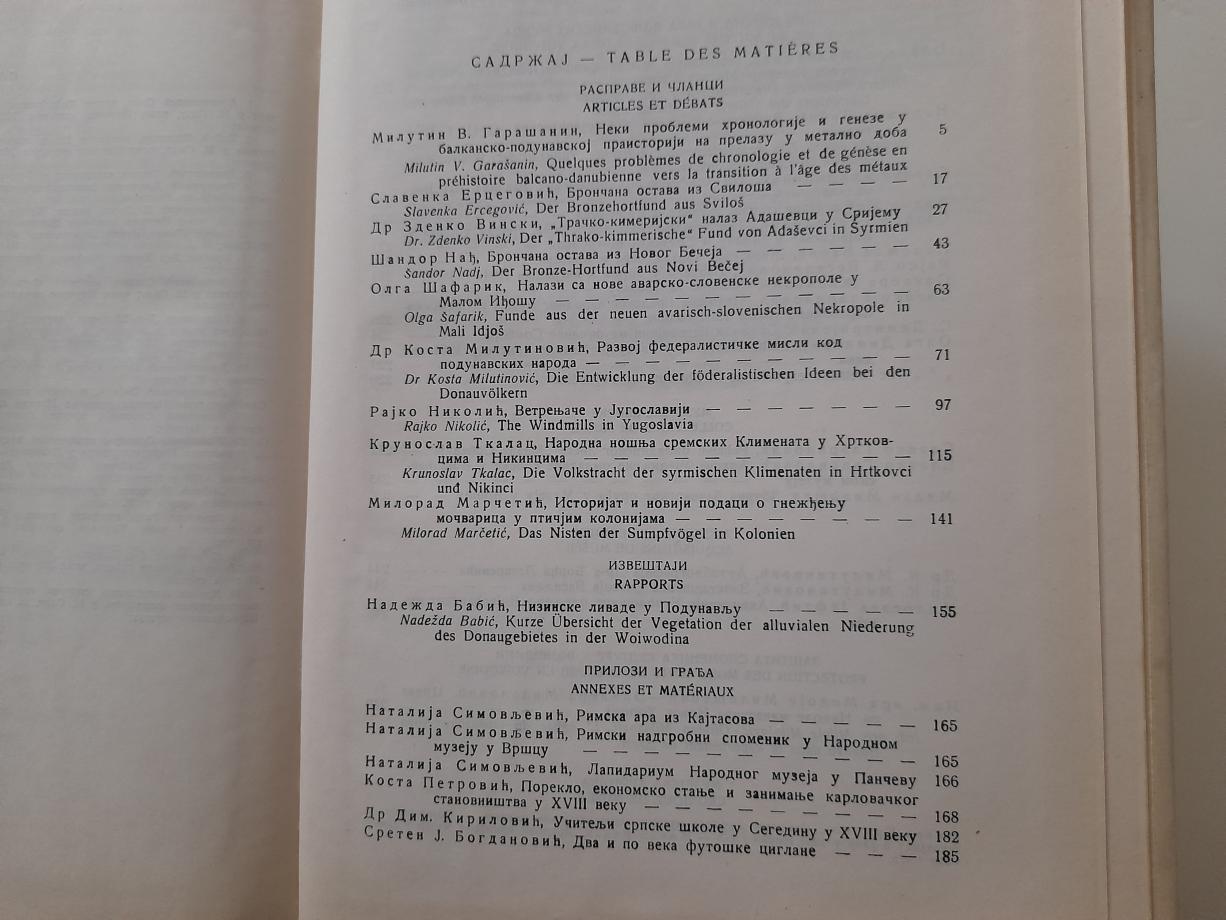 САДРЖАЈ — TABLE DES MATIÈRES
РАСПРАВЕ И ЧЛАНЦИ
ARTICLES ET DÉBATS
Милутин В. Гарашанин, Неки проблеми хронологије и генезе у
балканско-подунавској праисторији на прелазу у метално доба 5
Milutin V. Garašanin, Quelques problèmes de chronologie et de génèse en
préhistoire balcano-danubienne vers la transition à l'âge des métaux
Славенка Ерцеговић, Брончана остава из Свилоша — — — — 17
Slavenka Ercegović, Der Bronzehortfund aus Sviloš
Др Зденко Вински, „Трачко-кимеријски“ налаз Адашевци у Сријему 27
Dr. Zdenko Vinski, Der „Thrako-kimmerische“ Fund von Adaševci in Syrmien
Шандор Нађ, Брончана остава из Новог Бечеја — — — — — — — 43
Šandor Nadj, Der Bronze-Hortfund aus Novi Bečej
Олга Шафарик, Налази са нове аварско-словенске некрополе у
Малом Иђошу — — — — — — — — — — — — — — — 63
Olga Šafarik, Funde aus der neuen avarisch-slovenischen Nekropole in
Mali Idjoš
Др Коста Милутиновић, Развој федералистичке мисли код
подунавских народа — — — — — — — — — — — — — — 71
Dr Kosta Milutinović, Die Entwicklung der föderalistischen Ideen bei den
Donauvölkern
Рајко Николић, Ветрењаче у Југославији — — — — — — — 97
Rajko Nikolić, The Windmills in Yugoslavia
Крунослав Ткалац, Народна ношња сремских Климената у Хртков-
цима и Никинцима — — — — — — — — — — — — 115
Krunoslav Tkalac, Die Volkstracht der syrmischen Klimenaten in Hrtkovci
und Nikinci
Милорад Марчетић, Историјат и новији подаци о гнежђењу
мочварица у птичјим колонијама — — — — — — — — — 141
Milorad Marčetić, Das Nisten der Sumpfvögel in Kolonien
ИЗВЕШТАЈИ
RAPPORTS
Надежда Бабић, Низинске ливаде у Подунављу — — — — — 155
Nadežda Babić, Kurze Übersicht der Vegetation der alluvialen Niederung
des Donaugebietes in der Woiwodina
ПРИЛОЗИ И ГРАЂА
ANNEXES ET MATÉRIAUX
Наталија Симовљевић, Римска ара из Кајтасова — — — — — 165
Наталија Симовљевић, Римски надгробни споменик у Народном
музеју у Вршцу — — — — — — — — — — — — 165
Наталија Симовљевић, Лапидариум Народног музеја у Панчеву 166
Коста Петровић, Порекло, економско стање и занимање карловачког
становништва у XVIII веку — — — — — — — — — 168
Др Дим. Кириловић, Учитељи српске школе у Сегедину у XVIII веку 182
Сретен Ј. Богдановић, Два и по века футошке циглане — — — 185